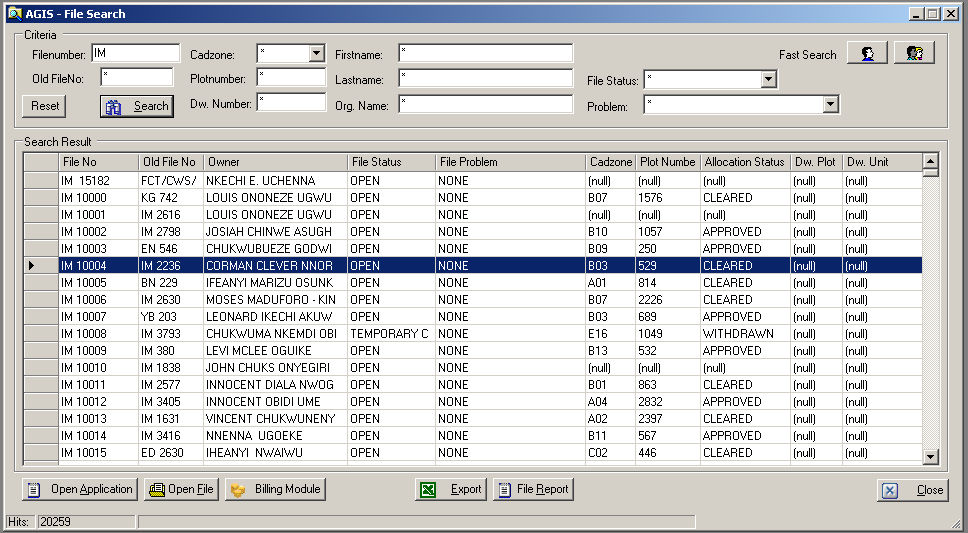 AGIS - File Search
Criteria
Filenumber: IM Cadzone: * Firstname: * Fast Search
Old FileNo: * Plotnumber: * Lastname: * File Status: *
Reset Search Dw. Number: * Org. Name: * Problem: *
Search Result
File No Old File No Owner File Status File Problem Cadzone Plot Numbe Allocation Status Dw. Plot Dw. Unit
IM 15182 FCT/CWS/ NKECHI E. UCHENNA OPEN NONE (null) (null) (null) (null) (null)
IM 10000 KG 742 LOUIS ONONEZE UGWU OPEN NONE B07 1576 CLEARED (null) (null)
IM 10001 IM 2616 LOUIS ONONEZE UGWU OPEN NONE (null) (null) (null) (null) (null)
IM 10002 IM 2798 JOSIAH CHINWE ASUGH OPEN NONE B10 1057 APPROVED (null) (null)
IM 10003 EN 546 CHUKWUBUEZE GODWI OPEN NONE B09 250 APPROVED (null) (null)
IM 10004 IM 2236 CORMAN CLEVER NNOR OPEN NONE B03 529 CLEARED (null) (null)
IM 10005 BN 229 IFEANYI MARIZU OSUNK OPEN NONE A01 814 CLEARED (null) (null)
IM 10006 IM 2630 MOSES MADUFORO - KIN OPEN NONE B07 2226 CLEARED (null) (null)
IM 10007 YB 203 LEONARD IKECHI AKUW OPEN NONE B03 689 APPROVED (null) (null)
IM 10008 IM 3793 CHUKWUMA NKEMDI OBI TEMPORARY C NONE E16 1049 WITHDRAWN (null) (null)
IM 10009 IM 380 LEVI MCLEE OGUIKE OPEN NONE B13 532 APPROVED (null) (null)
IM 10010 IM 1838 JOHN CHUKS ONYEGIRI OPEN NONE (null) (null) (null) (null) (null)
IM 10011 IM 2577 INNOCENT DIALA NWOG OPEN NONE B01 863 CLEARED (null) (null)
IM 10012 IM 3405 INNOCENT OBIDI UME OPEN NONE A04 2832 APPROVED (null) (null)
IM 10013 IM 1631 VINCENT CHUKWUNENY OPEN NONE A02 2397 CLEARED (null) (null)
IM 10014 IM 3416 NNENNA UGOEKE OPEN NONE B11 567 APPROVED (null) (null)
IM 10015 ED 2630 IHEANYI NWAIWU OPEN NONE C02 446 CLEARED (null) (null)
Open Application Open File Billing Module Export File Report Close
Hits: 20259